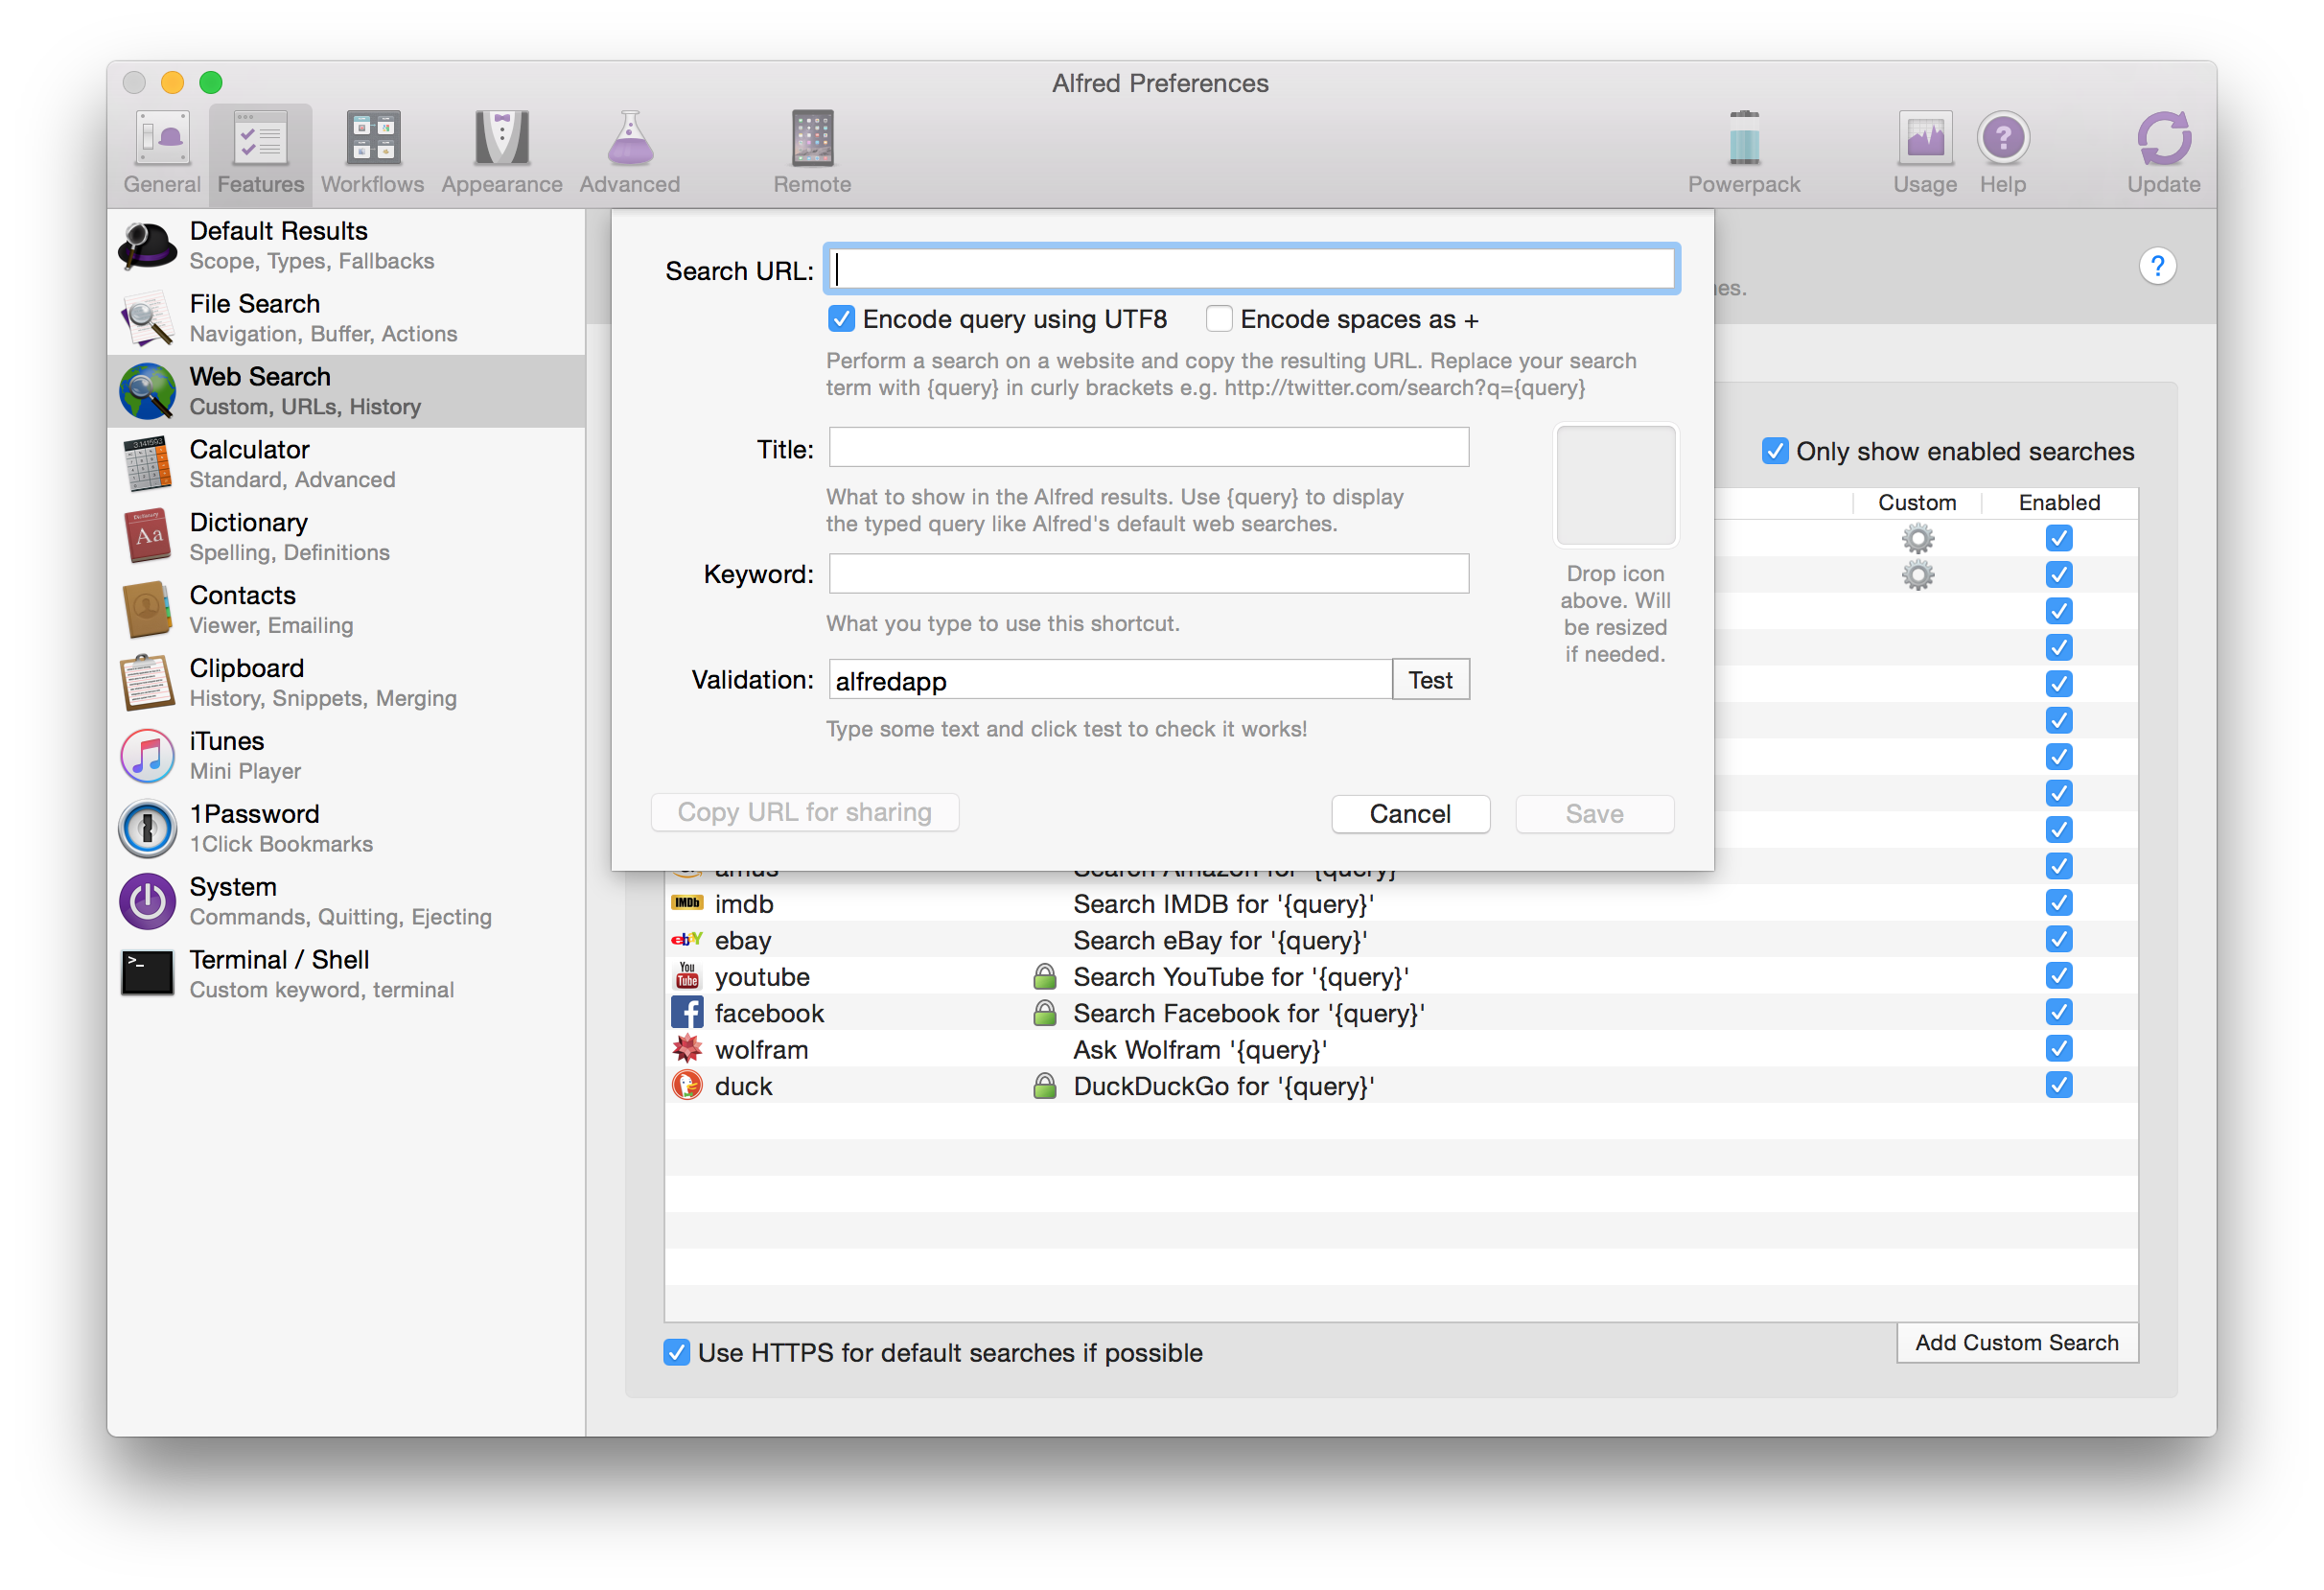 Alfred Preferences
General
Features
Workflows
Appearance
Advanced
Remote
Powerpack
Usage
Help
Update
Default Results
Scope, Types, Fallbacks
File Search
Navigation, Buffer, Actions
Web Search
Custom, URLs, History
Calculator
Standard, Advanced
Dictionary
Spelling, Definitions
Contacts
Viewer, Emailing
Clipboard
History, Snippets, Merging
iTunes
Mini Player
1Password
1Click Bookmarks
System
Commands, Quitting, Ejecting
Terminal / Shell
Custom keyword, terminal
Search URL:
Encode query using UTF8
Encode spaces as +
Perform a search on a website and copy the resulting URL. Replace your search
term with {query} in curly brackets e.g. http://twitter.com/search?q={query}
Title:
What to show in the Alfred results. Use {query} to display
the typed query like Alfred's default web searches.
Keyword:
What you type to use this shortcut.
Validation:
alfredapp
Test
Type some text and click test to check it works!
Drop icon
above. Will
be resized
if needed.
Copy URL for sharing
Cancel
Save
?
Only show enabled searches
Custom
Enabled
Search Amazon for '{query}'
IMDb imdb
Search IMDB for '{query}'
ebay ebay
Search eBay for '{query}'
You Tube youtube
Search YouTube for '{query}'
facebook
Search Facebook for '{query}'
wolfram
Ask Wolfram '{query}'
duck
DuckDuckGo for '{query}'
Use HTTPS for default searches if possible
Add Custom Search